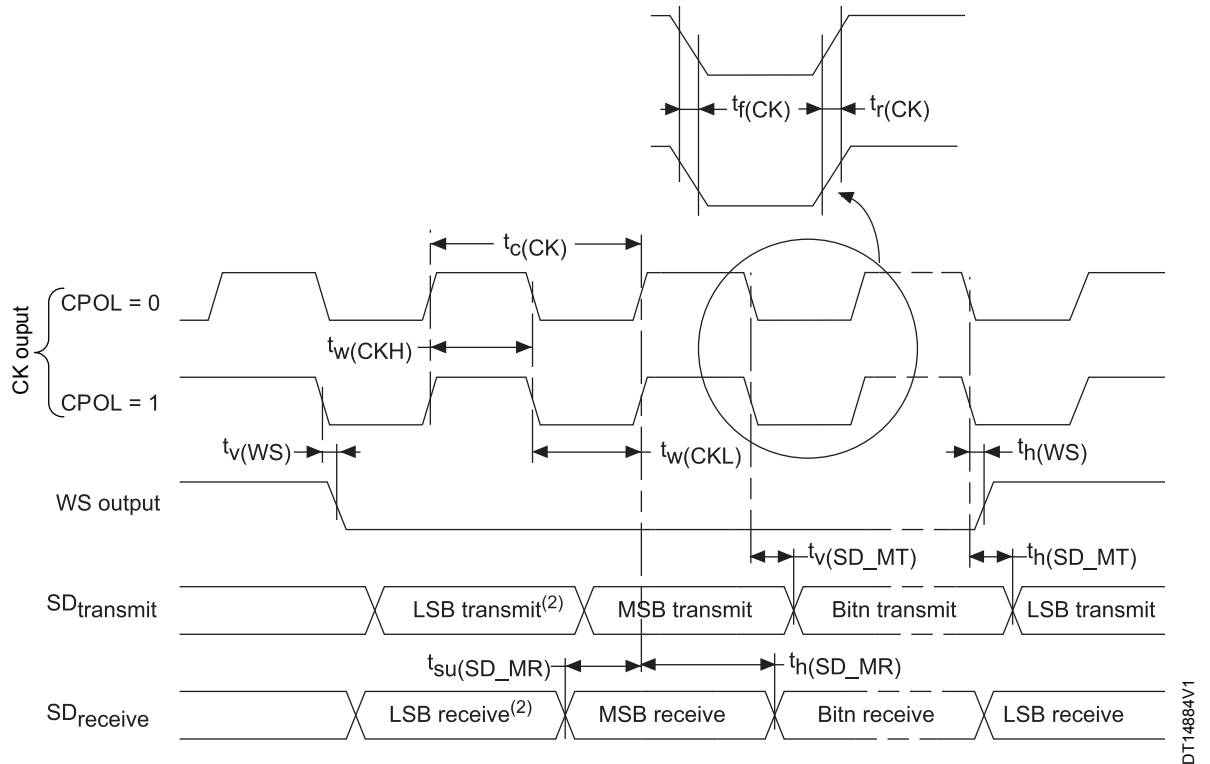 tf(CK)
tr(CK)
tc(CK)
CK ouput
CPOL = 0
tw(CKH)
CPOL = 1
tv(WS)
tw(CKL)
th(WS)
WS output
tv(SD_MT)
th(SD_MT)
SDtransmit
LSB transmit(2)
MSB transmit
Bitn transmit
LSB transmit
tsu(SD_MR)
th(SD_MR)
SDreceive
LSB receive(2)
MSB receive
Bitn receive
LSB receive
DT14884V1